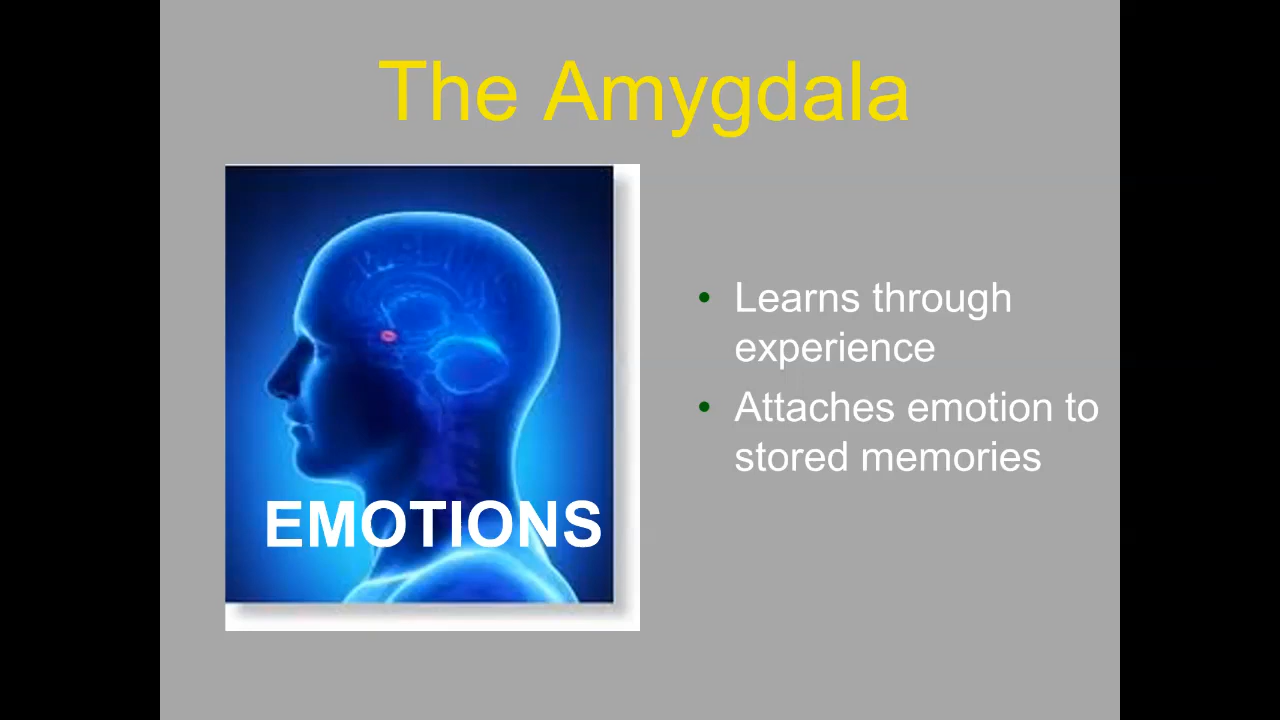 The Amygdala
EMOTIONS
• Learns through
experience
• Attaches emotion to
stored memories